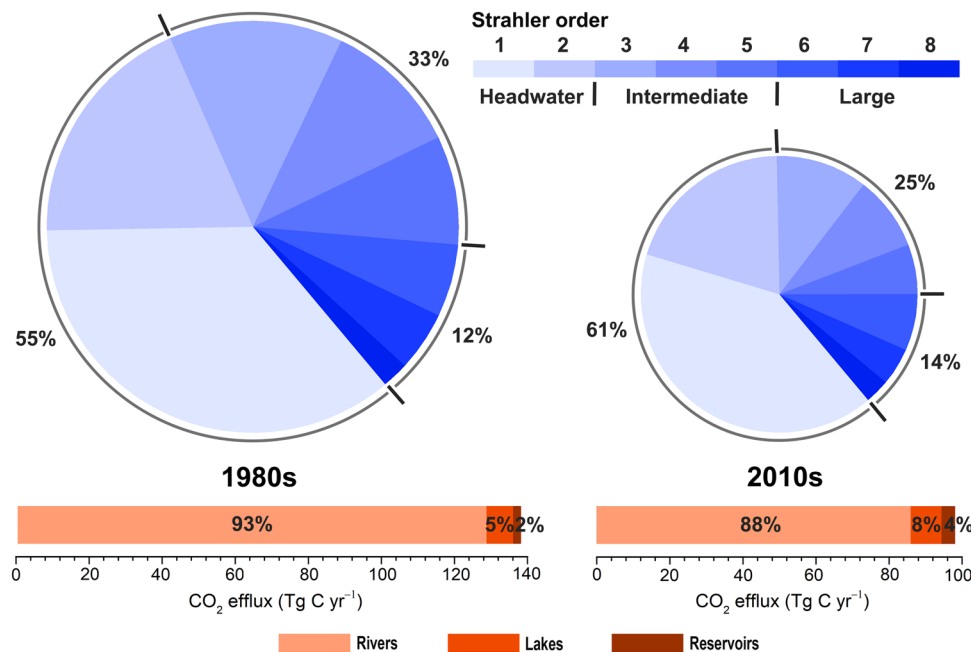 Strahler order
1 2 3 4 5 6 7 8
Headwater Intermediate Large
33%
55%
12%
25%
61%
14%
1980s
2010s
93% 5% 2%
88% 8% 4%
0 20 40 60 80 100 120 140
0 20 40 60 80 100
CO₂ efflux (Tg C yr⁻¹)
CO₂ efflux (Tg C yr⁻¹)
Rivers Lakes Reservoirs